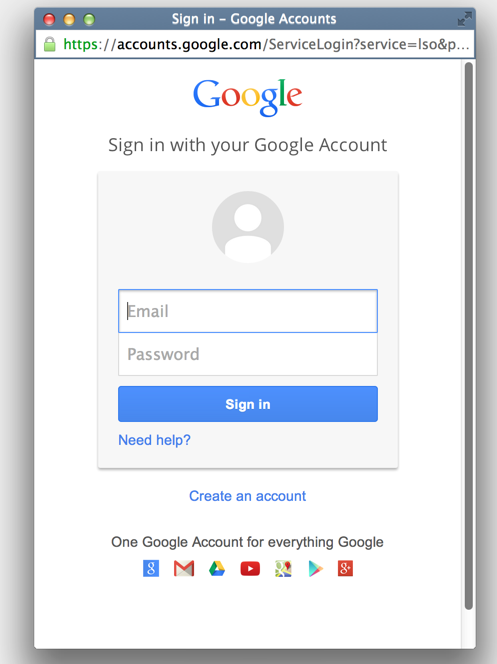 Sign in – Google Accounts
https://accounts.google.com/ServiceLogin?service=lso&p...
Google
Sign in with your Google Account
Email
Password
Sign in
Need help?
Create an account
One Google Account for everything Google
g
g+